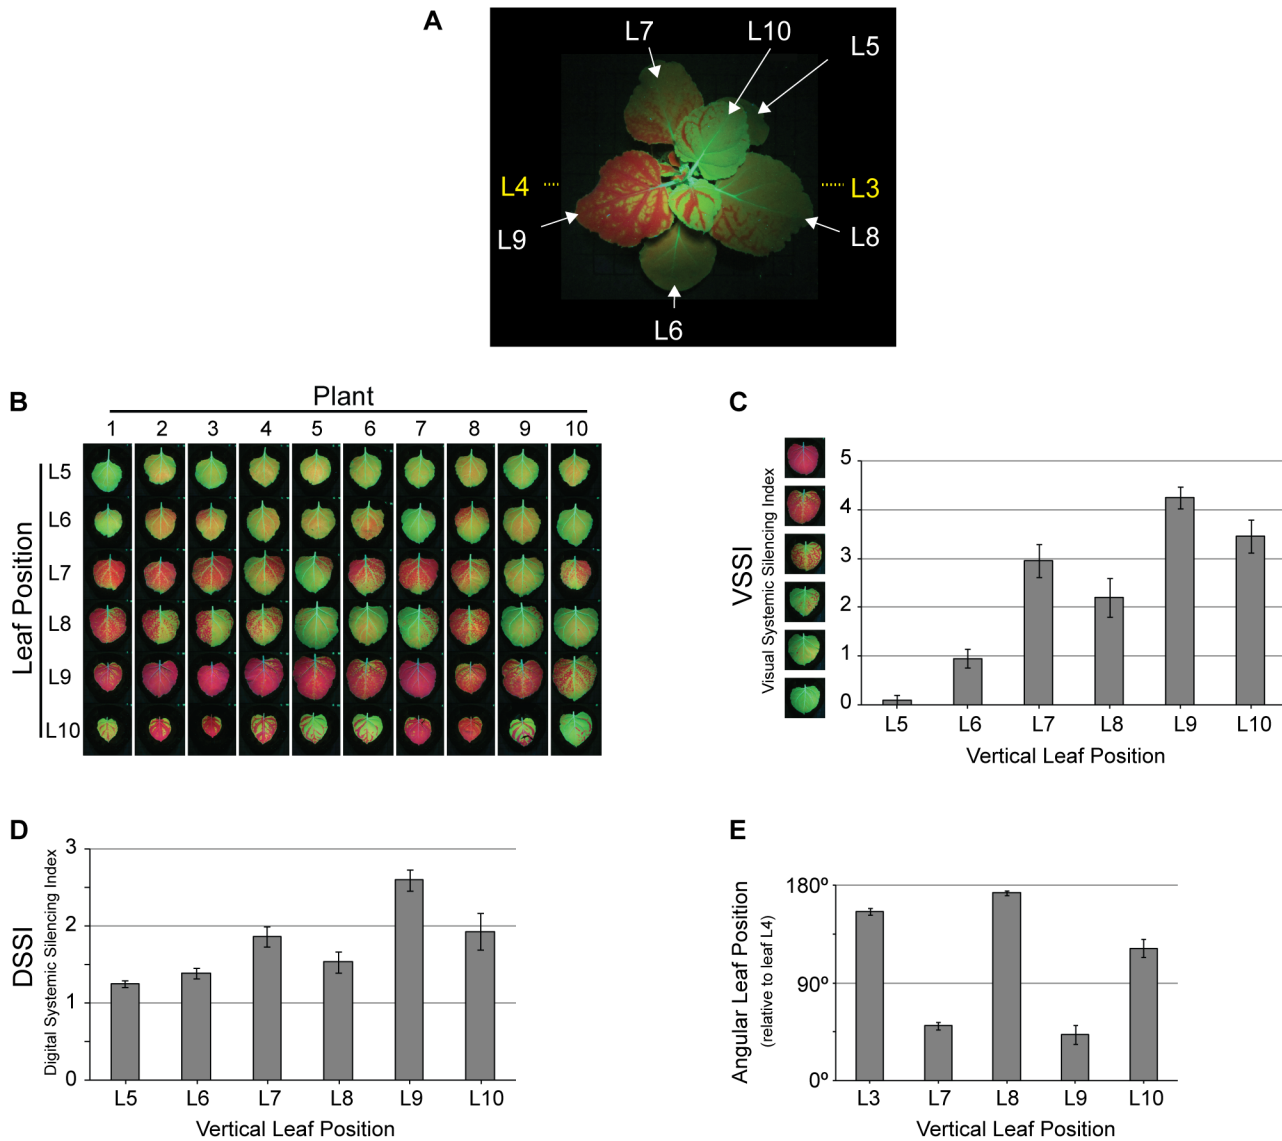 A
L7
L10
L5
L4
L3
L9
L8
L6
B
Plant
1 2 3 4 5 6 7 8 9 10
Leaf Position
L5
L6
L7
L8
L9
L10
C
VSSI
Visual Systemic Silencing Index
5
4
3
2
1
0
L5 L6 L7 L8 L9 L10
Vertical Leaf Position
D
DSSI
Digital Systemic Silencing Index
3
2
1
0
L5 L6 L7 L8 L9 L10
Vertical Leaf Position
E
Angular Leaf Position
(relative to leaf L4)
180º
90º
0º
L3 L7 L8 L9 L10
Vertical Leaf Position